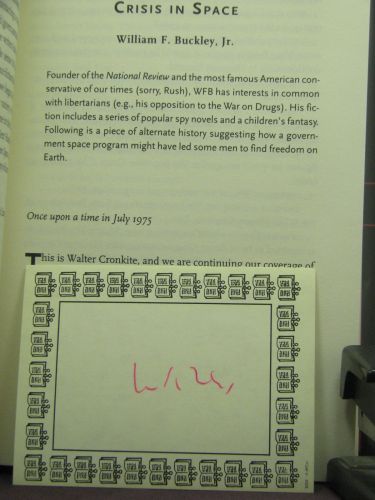 CRISIS IN SPACE
William F. Buckley, Jr.
Founder of the National Review and the most famous American con-
servative of our times (sorry, Rush), WFB has interests in common
with libertarians (e.g., his opposition to the War on Drugs). His fic-
tion includes a series of popular spy novels and a children's fantasy.
Following is a piece of alternate history suggesting how a govern-
ment space program might have led some men to find freedom on
Earth.
Once upon a time in July 1975
This is Walter Cronkite, and we are continuing our coverage of